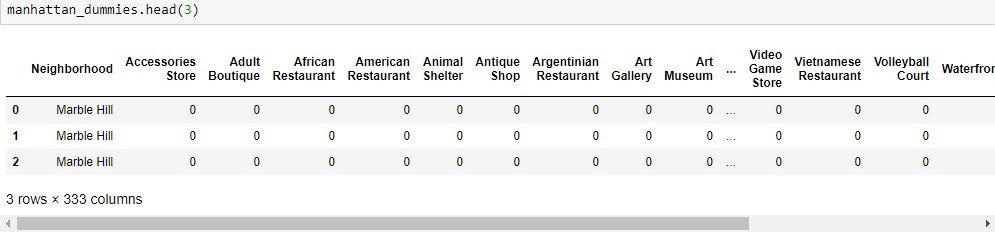 manhattan_dummies.head(3)
Neighborhood Accessories Store Adult Boutique African Restaurant American Restaurant Animal Shelter Antique Shop Argentinian Restaurant Art Gallery Art Museum ... Video Game Store Vietnamese Restaurant Volleyball Court Waterfron
0 Marble Hill 0 0 0 0 0 0 0 0 0 ... 0 0 0
1 Marble Hill 0 0 0 0 0 0 0 0 0 ... 0 0 0
2 Marble Hill 0 0 0 0 0 0 0 0 0 ... 0 0 0
3 rows × 333 columns